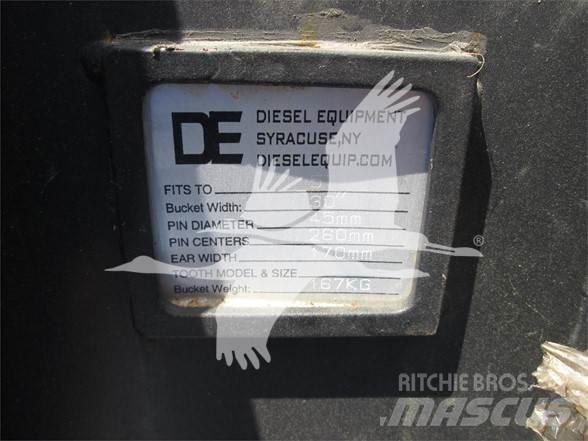 DE
DIESEL EQUIPMENT
SYRACUSE,NY
DIESELEQUIP.COM
FITS TO
Bucket Width: 30"
PIN DIAMETER 45mm
PIN CENTERS 260mm
EAR WIDTH 170mm
TOOTH MODEL & SIZE
Bucket Weight: 167KG
®
RITCHIE BROS.
MASCUS